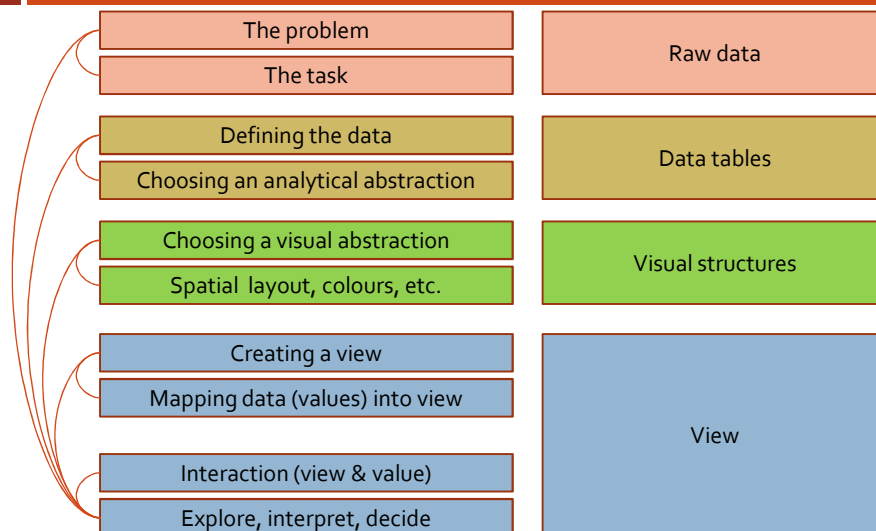 The problem
Raw data
The task
Defining the data
Data tables
Choosing an analytical abstraction
Choosing a visual abstraction
Visual structures
Spatial layout, colours, etc.
Creating a view
Mapping data (values) into view
View
Interaction (view & value)
Explore, interpret, decide